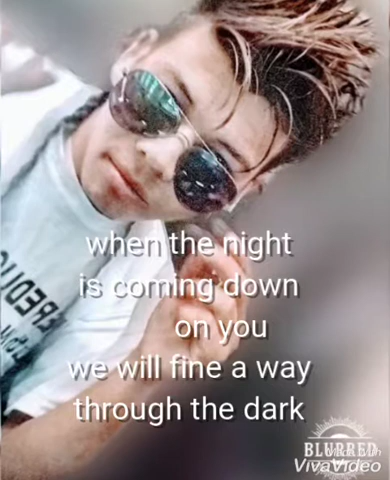 when the night
is coming down
on you
we will fine a way
through the dark
BLURRED
VivaVideo